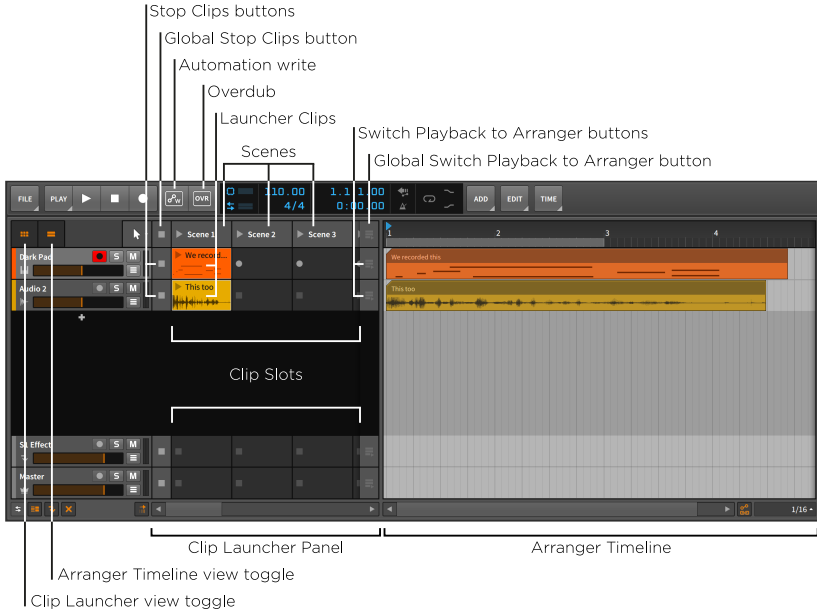 Stop Clips buttons
Global Stop Clips button
Automation write
Overdub
Launcher Clips
Switch Playback to Arranger buttons
Scenes
Global Switch Playback to Arranger button
FILE PLAY W OVR 110.00 1.1.1.00 ADD EDIT TIME
4/4 0:00.00
Scene 1 Scene 2 Scene 3 1 2 3 4
Dark Pad S M We record... We recorded this
Audio 2 S M This too This too
Clip Slots
S1 Effect S M
Master S M
1/16
Clip Launcher Panel Arranger Timeline
Arranger Timeline view toggle
Clip Launcher view toggle